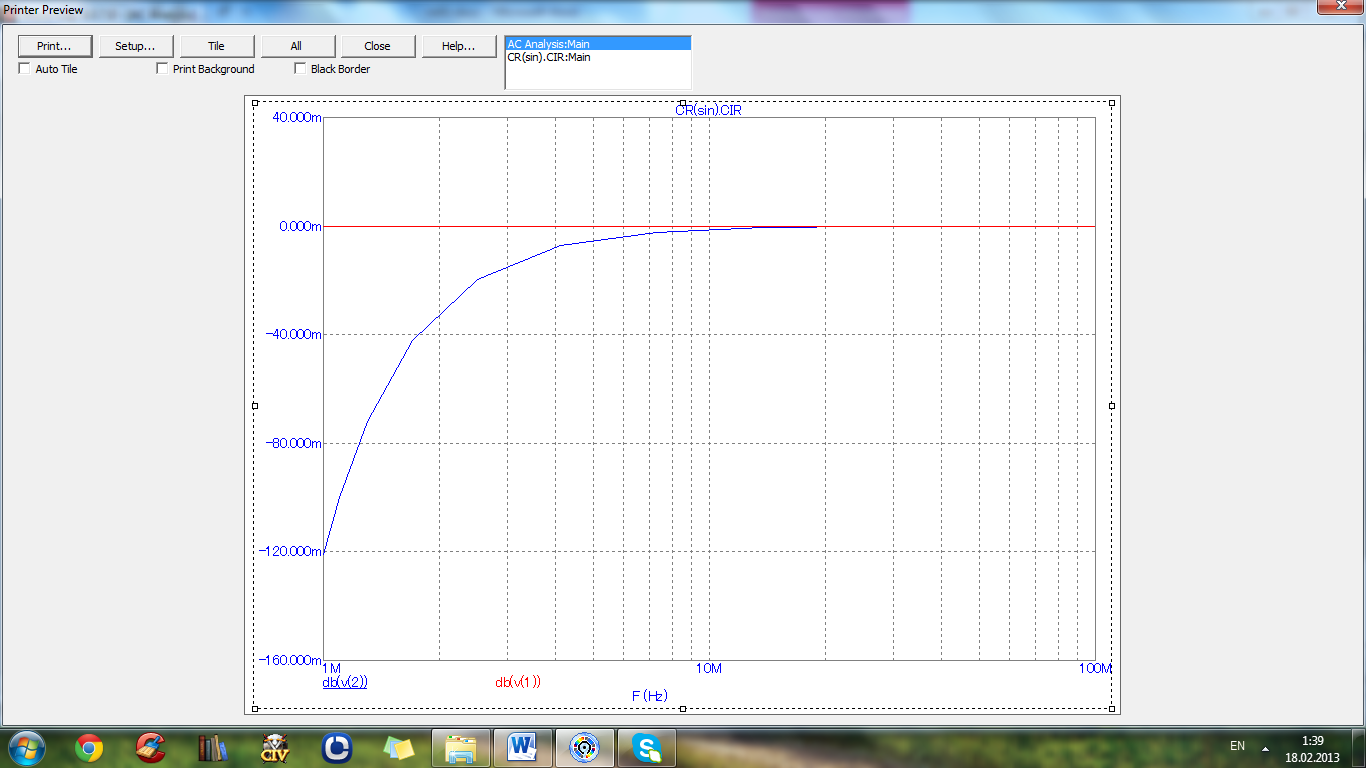 Printer Preview
Print... Setup... Tile All Close Help...
AC Analysis:Main
CR(sin).CIR:Main
Auto Tile Print Background Black Border
CR(sin).CIR
40.000m
0.000m
-40.000m
-80.000m
-120.000m
-160.000m
1M 10M 100M
db(v(2)) db(v(1))
F (Hz)
CIV
W
S
EN
1:39
18.02.2013